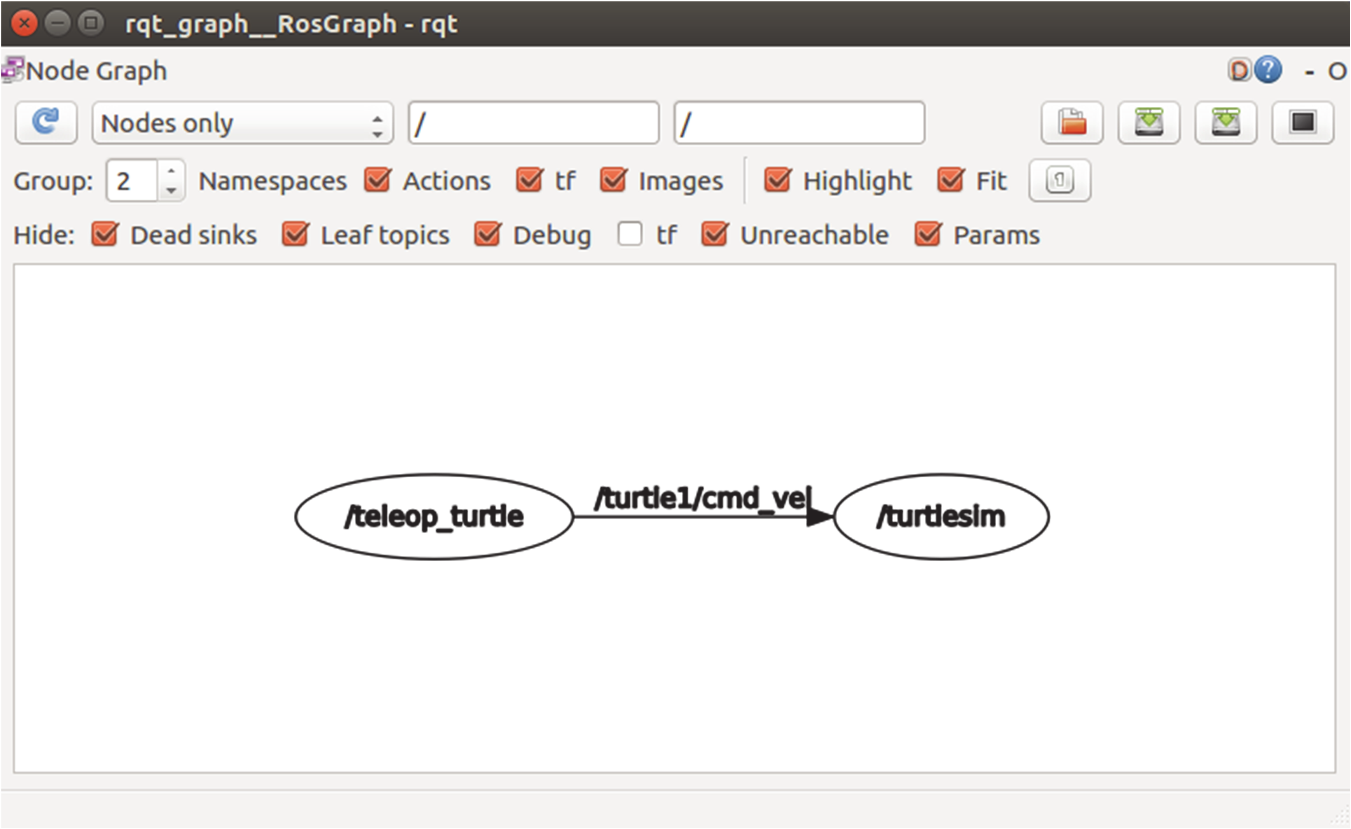 rqt_graph__RosGraph - rqt
Node Graph D ? - O
Nodes only / /
Group: 2 Namespaces Actions tf Images Highlight Fit
Hide: Dead sinks Leaf topics Debug tf Unreachable Params
/teleop_turtle /turtle1/cmd_vel /turtlesim